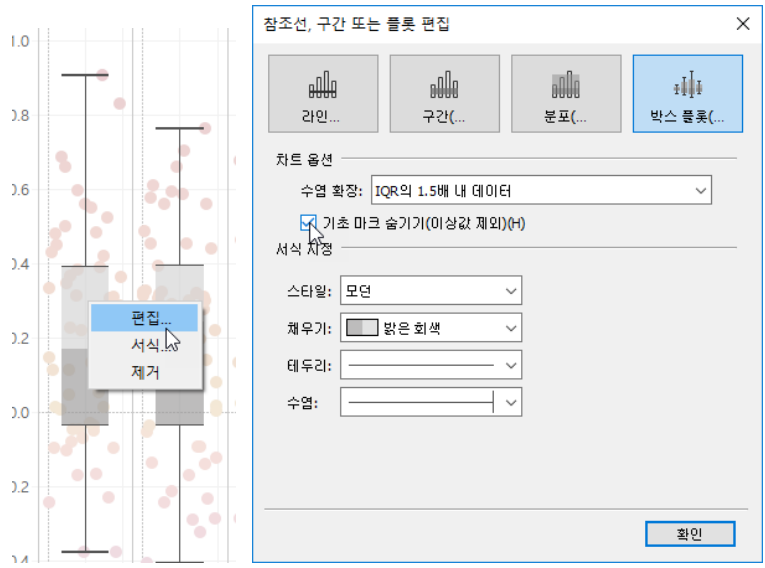 1.0
0.8
0.6
0.4
0.2
0.0
0.2
0.4
편집...
서식...
제거
참조선, 구간 또는 플롯 편집
라인...
구간(...
분포(...
박스 플롯(...
차트 옵션
수염 확장: IQR의 1.5배 내 데이터
기초 마크 숨기기(이상값 제외)(H)
서식 지정
스타일: 모던
채우기: 밝은 회색
테두리:
수염:
확인